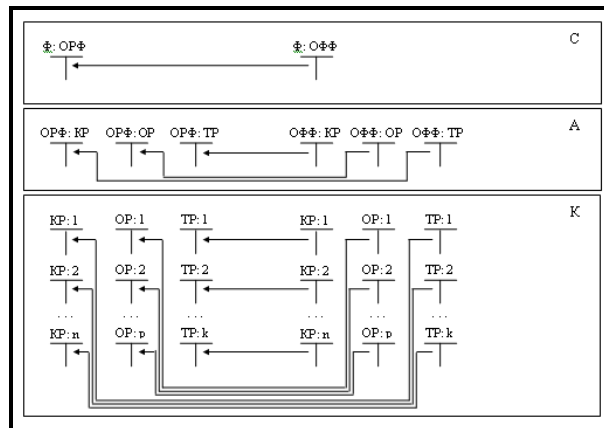 С
Ф: ОРФ Ф: ОФФ
А
ОРФ: КР ОРФ: ОР ОРФ: ТР ОФФ: КР ОФФ: ОР ОФФ: ТР
К
КР: 1 ОР: 1 ТР: 1 КР: 1 ОР: 1 ТР: 1
КР: 2 ОР: 2 ТР: 2 КР: 2 ОР: 2 ТР: 2
... ... ... ... ... ...
КР: n ОР: p ТР: k КР: n ОР: p ТР: k